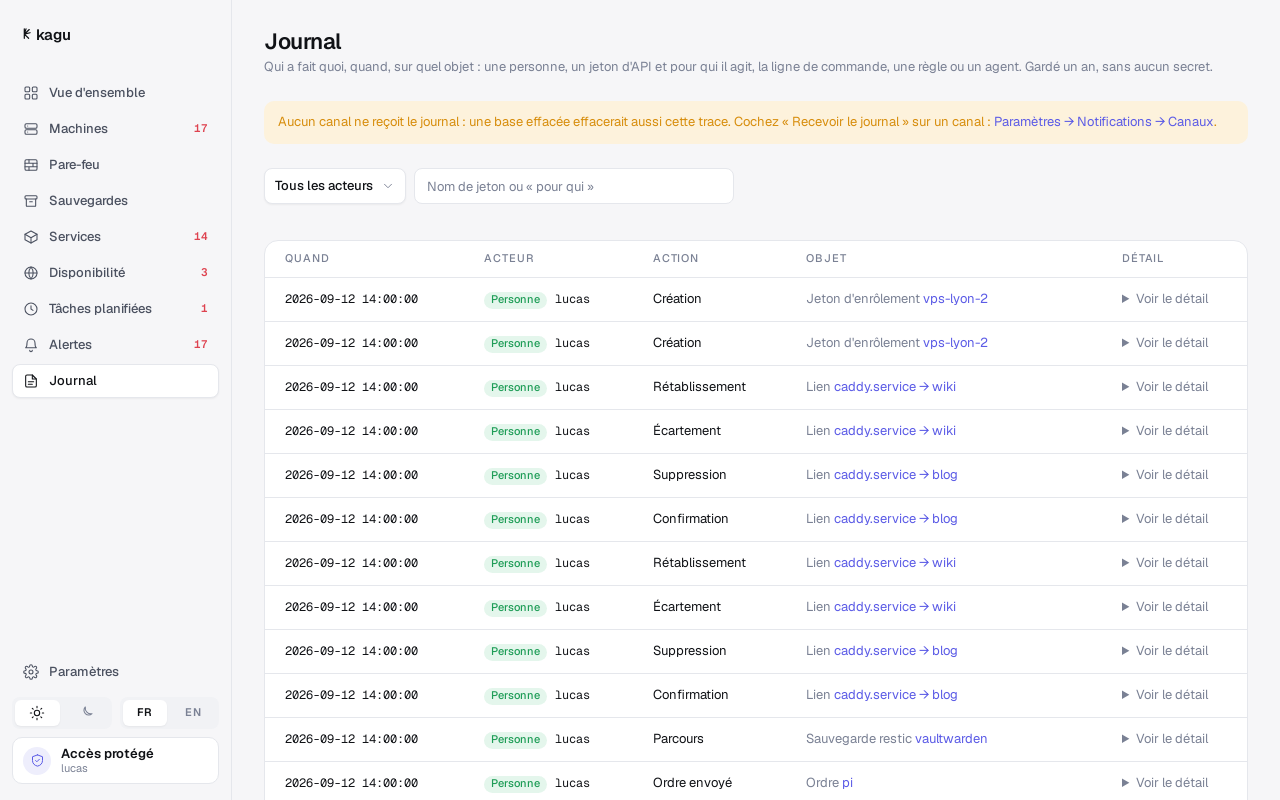 kagu
Vue d'ensemble
Machines 17
Pare-feu
Sauvegardes
Services 14
Disponibilité 3
Tâches planifiées 1
Alertes 17
Journal
Paramètres
FR EN
Accès protégé
lucas
Journal
Qui a fait quoi, quand, sur quel objet : une personne, un jeton d'API et pour qui il agit, la ligne de commande, une règle ou un agent. Gardé un an, sans aucun secret.
Aucun canal ne reçoit le journal : une base effacée effacerait aussi cette trace. Cochez « Recevoir le journal » sur un canal : Paramètres → Notifications → Canaux.
Tous les acteurs Nom de jeton ou « pour qui »
QUAND ACTEUR ACTION OBJET DÉTAIL
2026-09-12 14:00:00 Personne lucas Création Jeton d'enrôlement vps-lyon-2 ▶ Voir le détail
2026-09-12 14:00:00 Personne lucas Création Jeton d'enrôlement vps-lyon-2 ▶ Voir le détail
2026-09-12 14:00:00 Personne lucas Rétablissement Lien caddy.service → wiki ▶ Voir le détail
2026-09-12 14:00:00 Personne lucas Écartement Lien caddy.service → wiki ▶ Voir le détail
2026-09-12 14:00:00 Personne lucas Suppression Lien caddy.service → blog ▶ Voir le détail
2026-09-12 14:00:00 Personne lucas Confirmation Lien caddy.service → blog ▶ Voir le détail
2026-09-12 14:00:00 Personne lucas Rétablissement Lien caddy.service → wiki ▶ Voir le détail
2026-09-12 14:00:00 Personne lucas Écartement Lien caddy.service → wiki ▶ Voir le détail
2026-09-12 14:00:00 Personne lucas Suppression Lien caddy.service → blog ▶ Voir le détail
2026-09-12 14:00:00 Personne lucas Confirmation Lien caddy.service → blog ▶ Voir le détail
2026-09-12 14:00:00 Personne lucas Parcours Sauvegarde restic vaultwarden ▶ Voir le détail
2026-09-12 14:00:00 Personne lucas Ordre envoyé Ordre pi ▶ Voir le détail